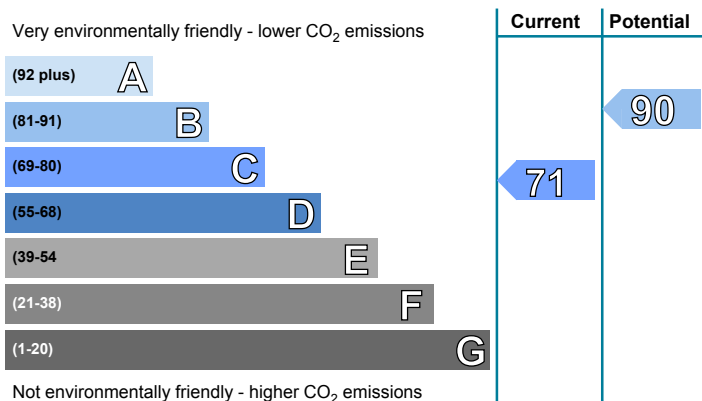 Current Potential
Very environmentally friendly - lower CO2 emissions
(92 plus) A
(81-91) B
90
(69-80) C
71
(55-68) D
(39-54 E
(21-38) F
(1-20) G
Not environmentally friendly - higher CO2 emissions